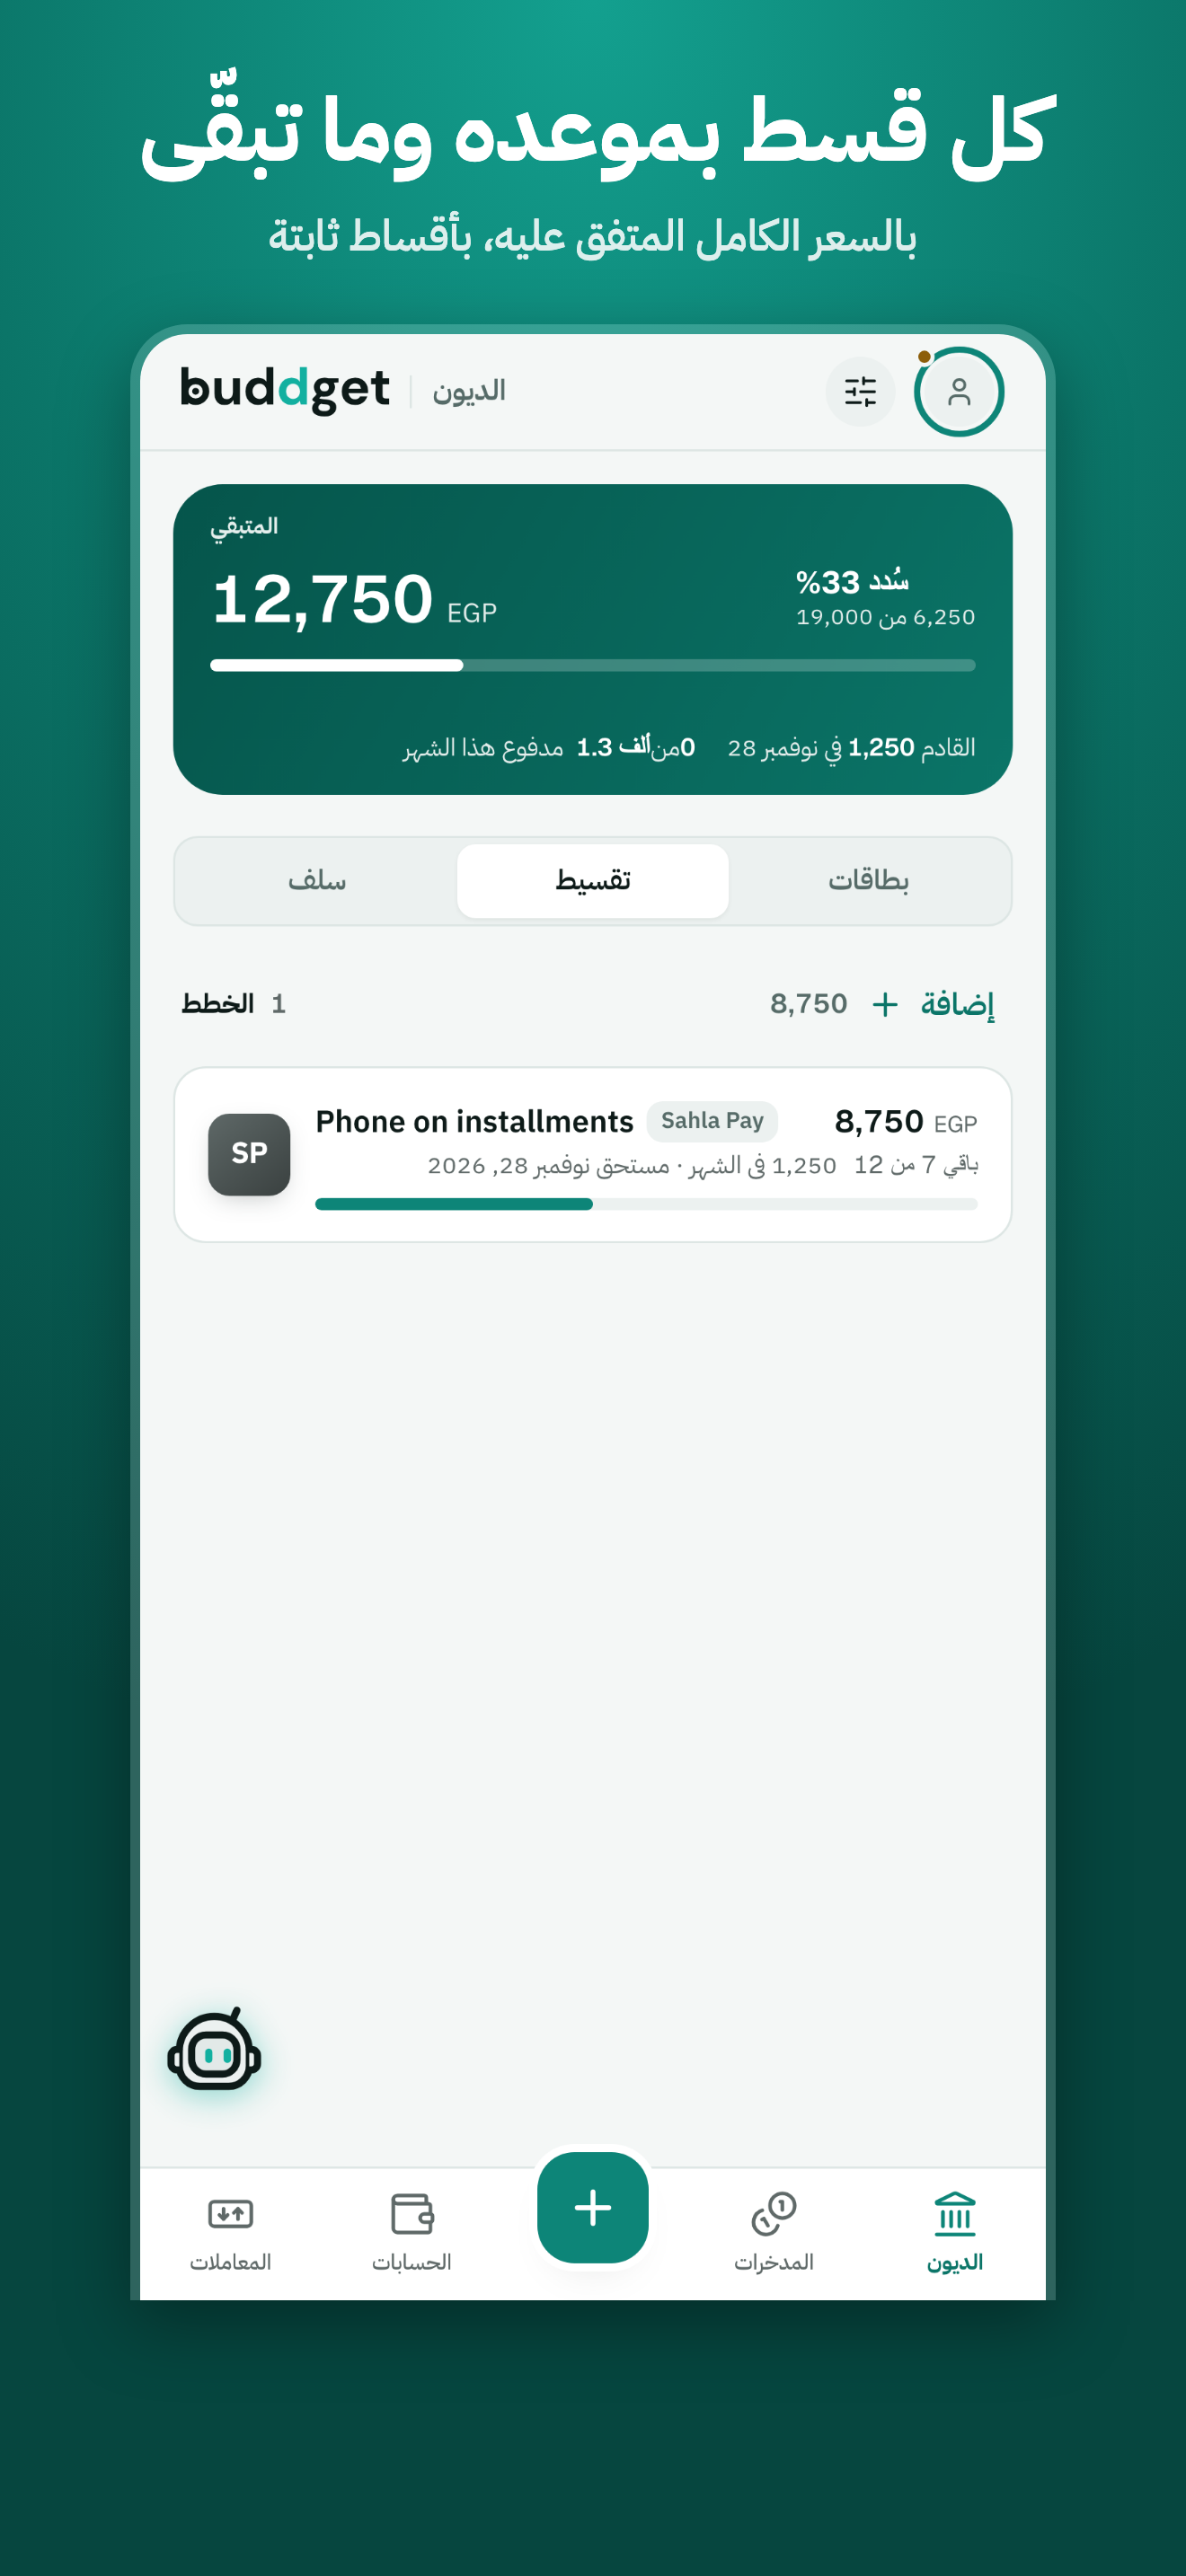 كل قسط بموعده وما تبقّى
بالسعر الكامل المتفق عليه، بأقساط ثابتة
buddget | الديون
المتبقي
12,750 EGP
سُدد 33%
6,250 من 19,000
القادم 1,250 في نوفمبر 28
0من ألف 1.3 مدفوع هذا الشهر
بطاقات
تقسيط
سلف
الخطط 1
8,750 + إضافة
SP
Phone on installments Sahla Pay 8,750 EGP
باقي 7 من 12
1,250 في الشهر · مستحق نوفمبر 28, 2026
الديون
المدخرات
الحسابات
المعاملات